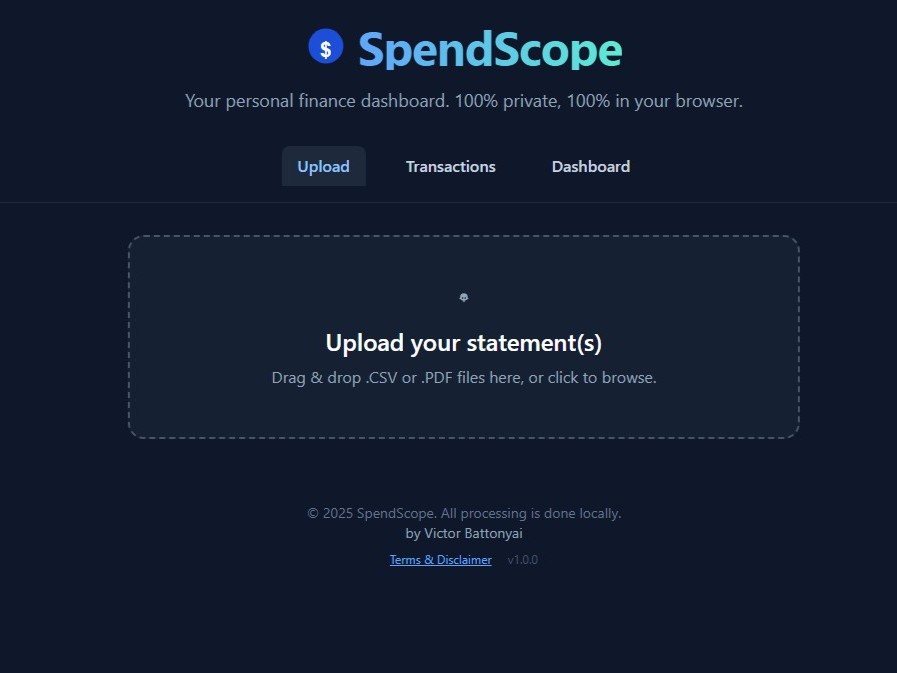 $ SpendScope
Your personal finance dashboard. 100% private, 100% in your browser.
Upload Transactions Dashboard
Upload your statement(s)
Drag & drop .CSV or .PDF files here, or click to browse.
© 2025 SpendScope. All processing is done locally.
by Victor Battonyai
Terms & Disclaimer v1.0.0